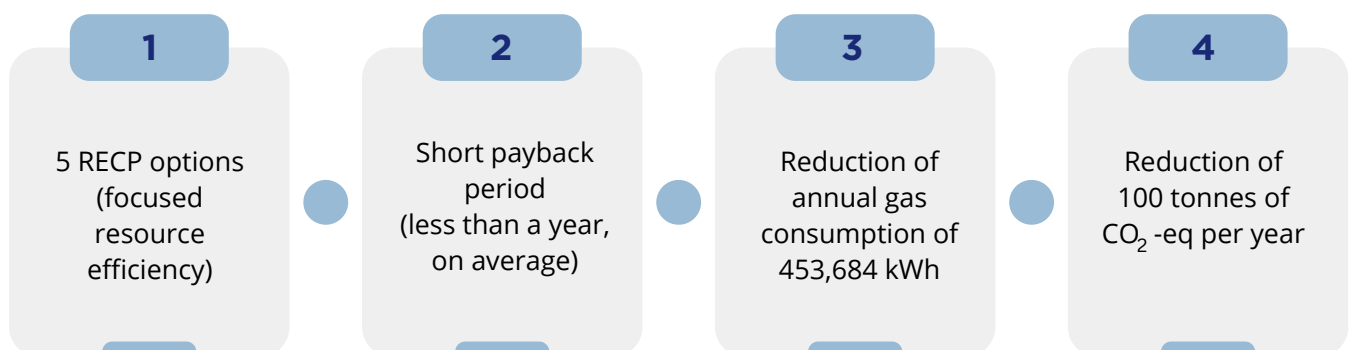 1
5 RECP options
(focused
resource
efficiency)
2
Short payback
period
(less than a year,
on average)
3
Reduction of
annual gas
consumption of
453,684 kWh
4
Reduction of
100 tonnes of
CO₂ -eq per year